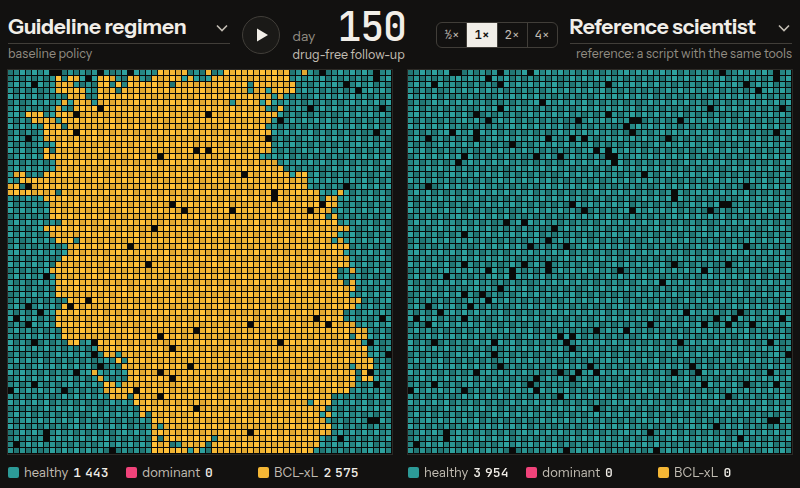 Guideline regimen
baseline policy
day 150
drug-free follow-up
½× 1× 2× 4×
Reference scientist
reference: a script with the same tools
healthy 1 443 dominant 0 BCL-xL 2 575
healthy 3 954 dominant 0 BCL-xL 0